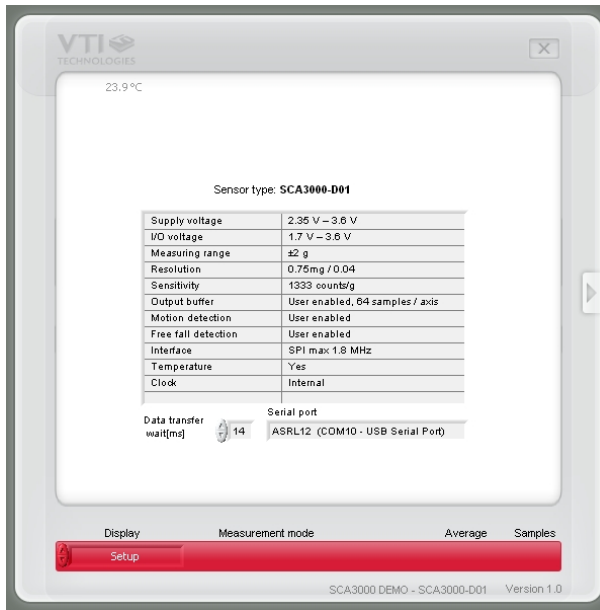 VTI
TECHNOLOGIES
X
23.9 °C
Sensor type: SCA3000-D01
Supply voltage 2.35 V – 3.6 V
I/O voltage 1.7 V – 3.6 V
Measuring range ±2 g
Resolution 0.75mg / 0.04
Sensitivity 1333 counts/g
Output buffer User enabled, 64 samples / axis
Motion detection User enabled
Free fall detection User enabled
Interface SPI max 1.8 MHz
Temperature Yes
Clock Internal
Serial port
Data transfer
wait[ms] 14 ASRL12 (COM10 - USB Serial Port)
Display Measurement mode Average Samples
Setup
SCA3000 DEMO - SCA3000-D01 Version 1.0